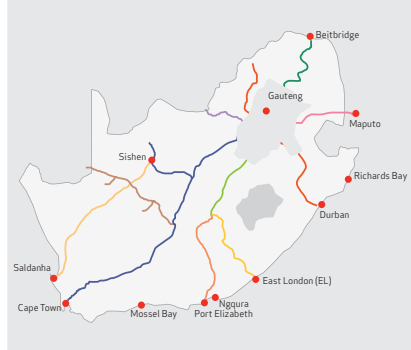 Beitbridge
Gauteng
Maputo
Sishen
Richards Bay
Durban
Saldanha
East London (EL)
Cape Town
Ngqura
Mossel Bay
Port Elizabeth